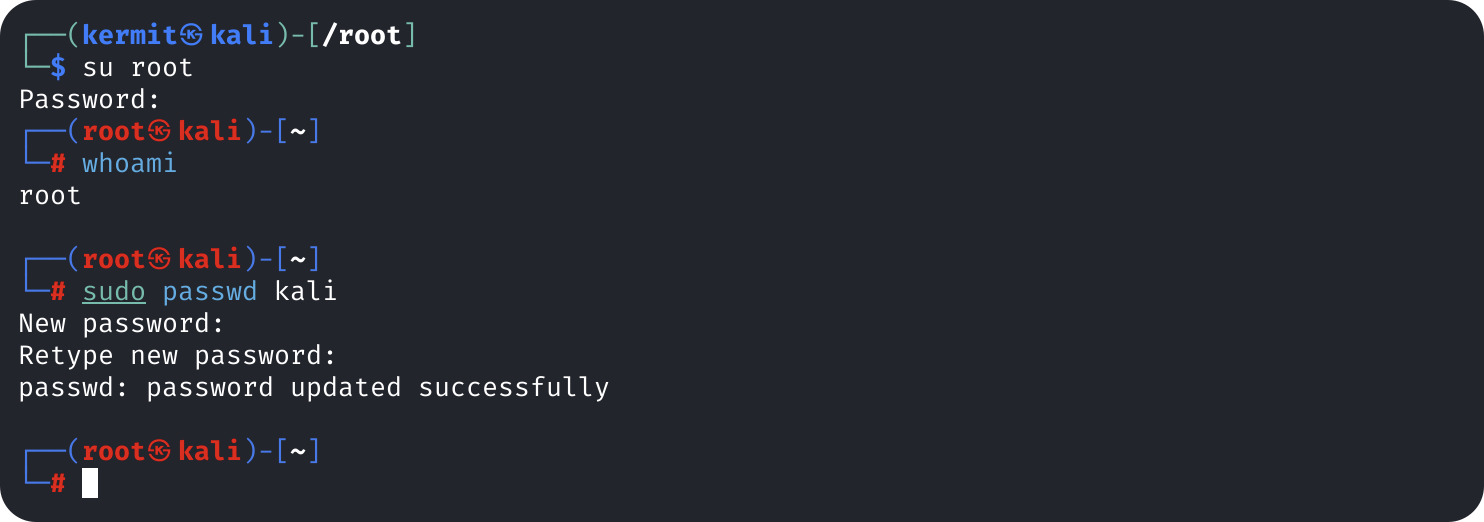 ┌──(kermit㉿kali)-[/root]
└─$ su root
Password:
┌──(root㉿kali)-[~]
└─# whoami
root
┌──(root㉿kali)-[~]
└─# sudo passwd kali
New password:
Retype new password:
passwd: password updated successfully
┌──(root㉿kali)-[~]
└─#